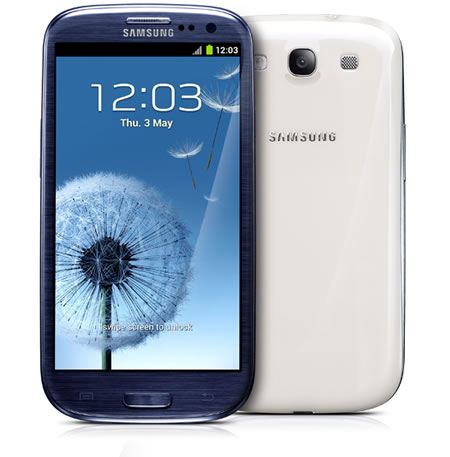 SAMSUNG
12:03
12:03
Thu. 3 May
Swipe screen to unlock
SAMSUNG